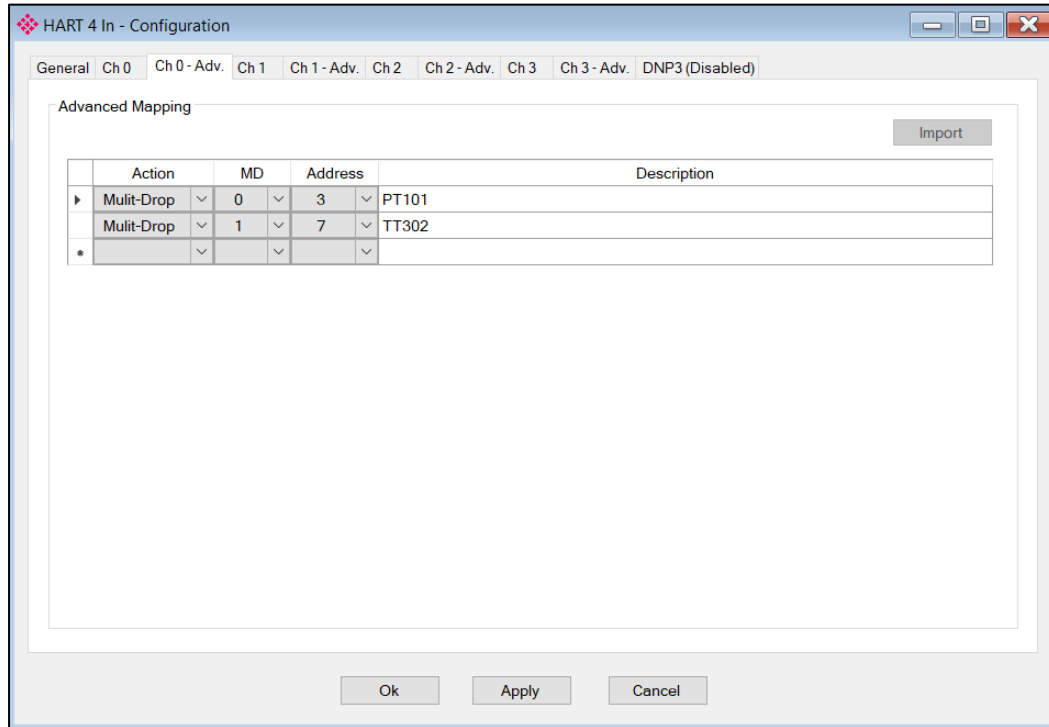 HART 4 In - Configuration
General Ch 0 Ch 0 - Adv. Ch 1 Ch 1 - Adv. Ch 2 Ch 2 - Adv. Ch 3 Ch 3 - Adv. DNP3 (Disabled)
Advanced Mapping
Import
Action MD Address Description
Mulit-Drop 0 3 PT101
Mulit-Drop 1 7 TT302
Ok Apply Cancel